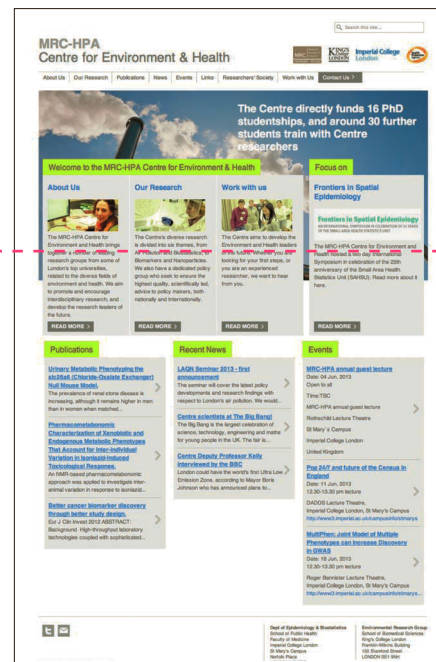 Search this site...
MRC-HPA
Centre for Environment & Health
MRC
KING'S
College
LONDON
Imperial College
London
About Us
Our Research
Publications
News
Events
Links
Researchers' Society
Work with Us
Contact Us
The Centre directly funds 16 PhD
studentships, and around 30 further
students train with Centre
researchers
Welcome to the MRC-HPA Centre for Environment & Health
About Us
The MRC-HPA Centre for
Environment and Health brings
together a number of leading
research groups from some of
London's top universities,
related to the diverse fields of
environment and health. We aim
to promote and encourage
interdisciplinary research, and
develop the research leaders of
the future.
READ MORE
Our Research
The Centre's diverse research
is divided into six themes, from
Air Pollution and Biostatistics, to
Biomarkers and Nanoparticles.
We also have a dedicated policy
group who seek to ensure the
highest quality, scientifically led,
advice to policy makers, both
nationally and internationally.
READ MORE
Work with us
The Centre aims to develop the
Environment and Health leaders
of the future. Whether you are
looking for your first steps, or
you are an experienced
researcher, we want to hear
from you.
READ MORE
Focus on
Frontiers in Spatial
Epidemiology
Frontiers in Spatial Epidemiology
The MRC-HPA Centre for Environment and
Health hosted a two day International
Symposium in celebration of the 25th
anniversary of the Small Area Health
Statistics Unit (SAHSU). Read more about it
here.
READ MORE
Publications
Urinary Metabolic Phenotyping the
slc26a6 (Chloride-Oxalate Exchanger)
Null Mouse Model.
The prevalence of renal stone disease is
increasing, although it remains higher in men
than in women when matched...
Pharmacometabonomic
Characterization of Xenobiotic and
Endogenous Metabolic Phenotypes
That Account for Inter-individual
Variation in Isoniazid-Induced
Toxicological Response.
An NMR-based pharmacometabonomic
approach was applied to investigate inter-
animal variation in response to isoniazid...
Better cancer biomarker discovery
through better study design.
Eur J Clin Invest 2012 ABSTRACT:
Background High-throughput laboratory
technologies coupled with sophisticated...
Recent News
LAQN Seminar 2013 - first
announcement
The seminar will cover the latest policy
developments and research findings with
respect to London's air pollution. We would...
Centre scientists at The Big Bang!
The Big Bang is the largest celebration of
science, technology, engineering and maths
for young people in the UK. The fair is...
Centre Deputy Professor Kelly
interviewed by the BBC
London could have the world's first Ultra Low
Emission Zone, according to Mayor Boris
Johnson who has announced plans to...
Events
MRC-HPA annual guest lecture
Date: 04 Jun, 2013
Open to all
Time:TBC
MRC-HPA annual guest lecture
Rothschild Lecture Theatre
St Mary's Campus
Imperial College London
United Kingdom
Pop 24/7 and future of the Census in
England
Date: 11 Jun, 2013
12.30-13.30 pm lecture
DADOS Lecture Theatre,
Imperial College London, St Mary's Campus
MultiPhen: Joint Model of Multiple
Phenotypes can Increase Discovery
in GWAS
Date: 18 Jun, 2013
12.30-13.30 pm lecture
Roger Bannister Lecture Theatre,
Imperial College London, St Mary's Campus
Dept of Epidemiology & Biostatistics
School of Public Health
Faculty of Medicine
Imperial College London
St Mary's Campus
Norfolk Place
Environmental Research Group
School of Biomedical Sciences
King's College London
Franklin-Wilkins Building
150 Stamford Street
LONDON SE1 9NH